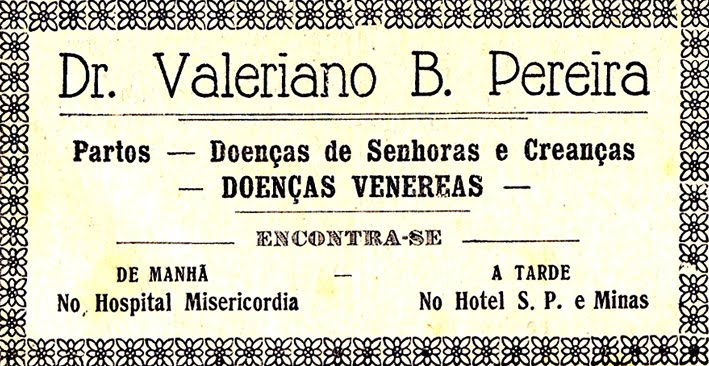 Dr. Valeriano B. Pereira
Partos — Doenças de Senhoras e Creanças
— DOENÇAS VENEREAS —
ENCONTRA-SE
DE MANHÃ — A TARDE
No Hospital Misericordia No Hotel S. P. e Minas